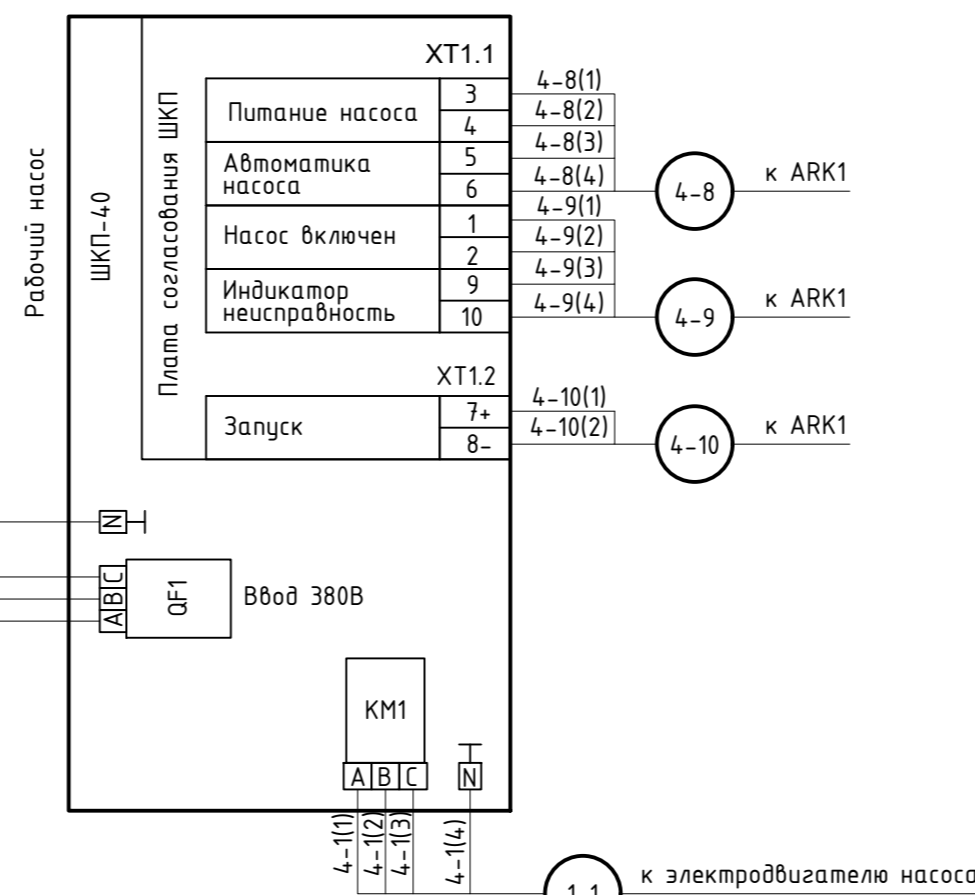 Рабочий насос
ШКП-40
Плата согласования ШКП
XT1.1
Питание насоса
3
4
Автоматика
насоса
5
6
Насос включен
1
2
Индикатор
неисправность
9
10
4-8(1)
4-8(2)
4-8(3)
4-8(4)
4-8
к ARK1
4-9(1)
4-9(2)
4-9(3)
4-9(4)
4-9
к ARK1
XT1.2
Запуск
7+
8-
4-10(1)
4-10(2)
4-10
к ARK1
N
A B C
QF1
Ввод 380В
KM1
A B C
N
4-1(1)
4-1(2)
4-1(3)
4-1(4)
к электродвигателю насоса